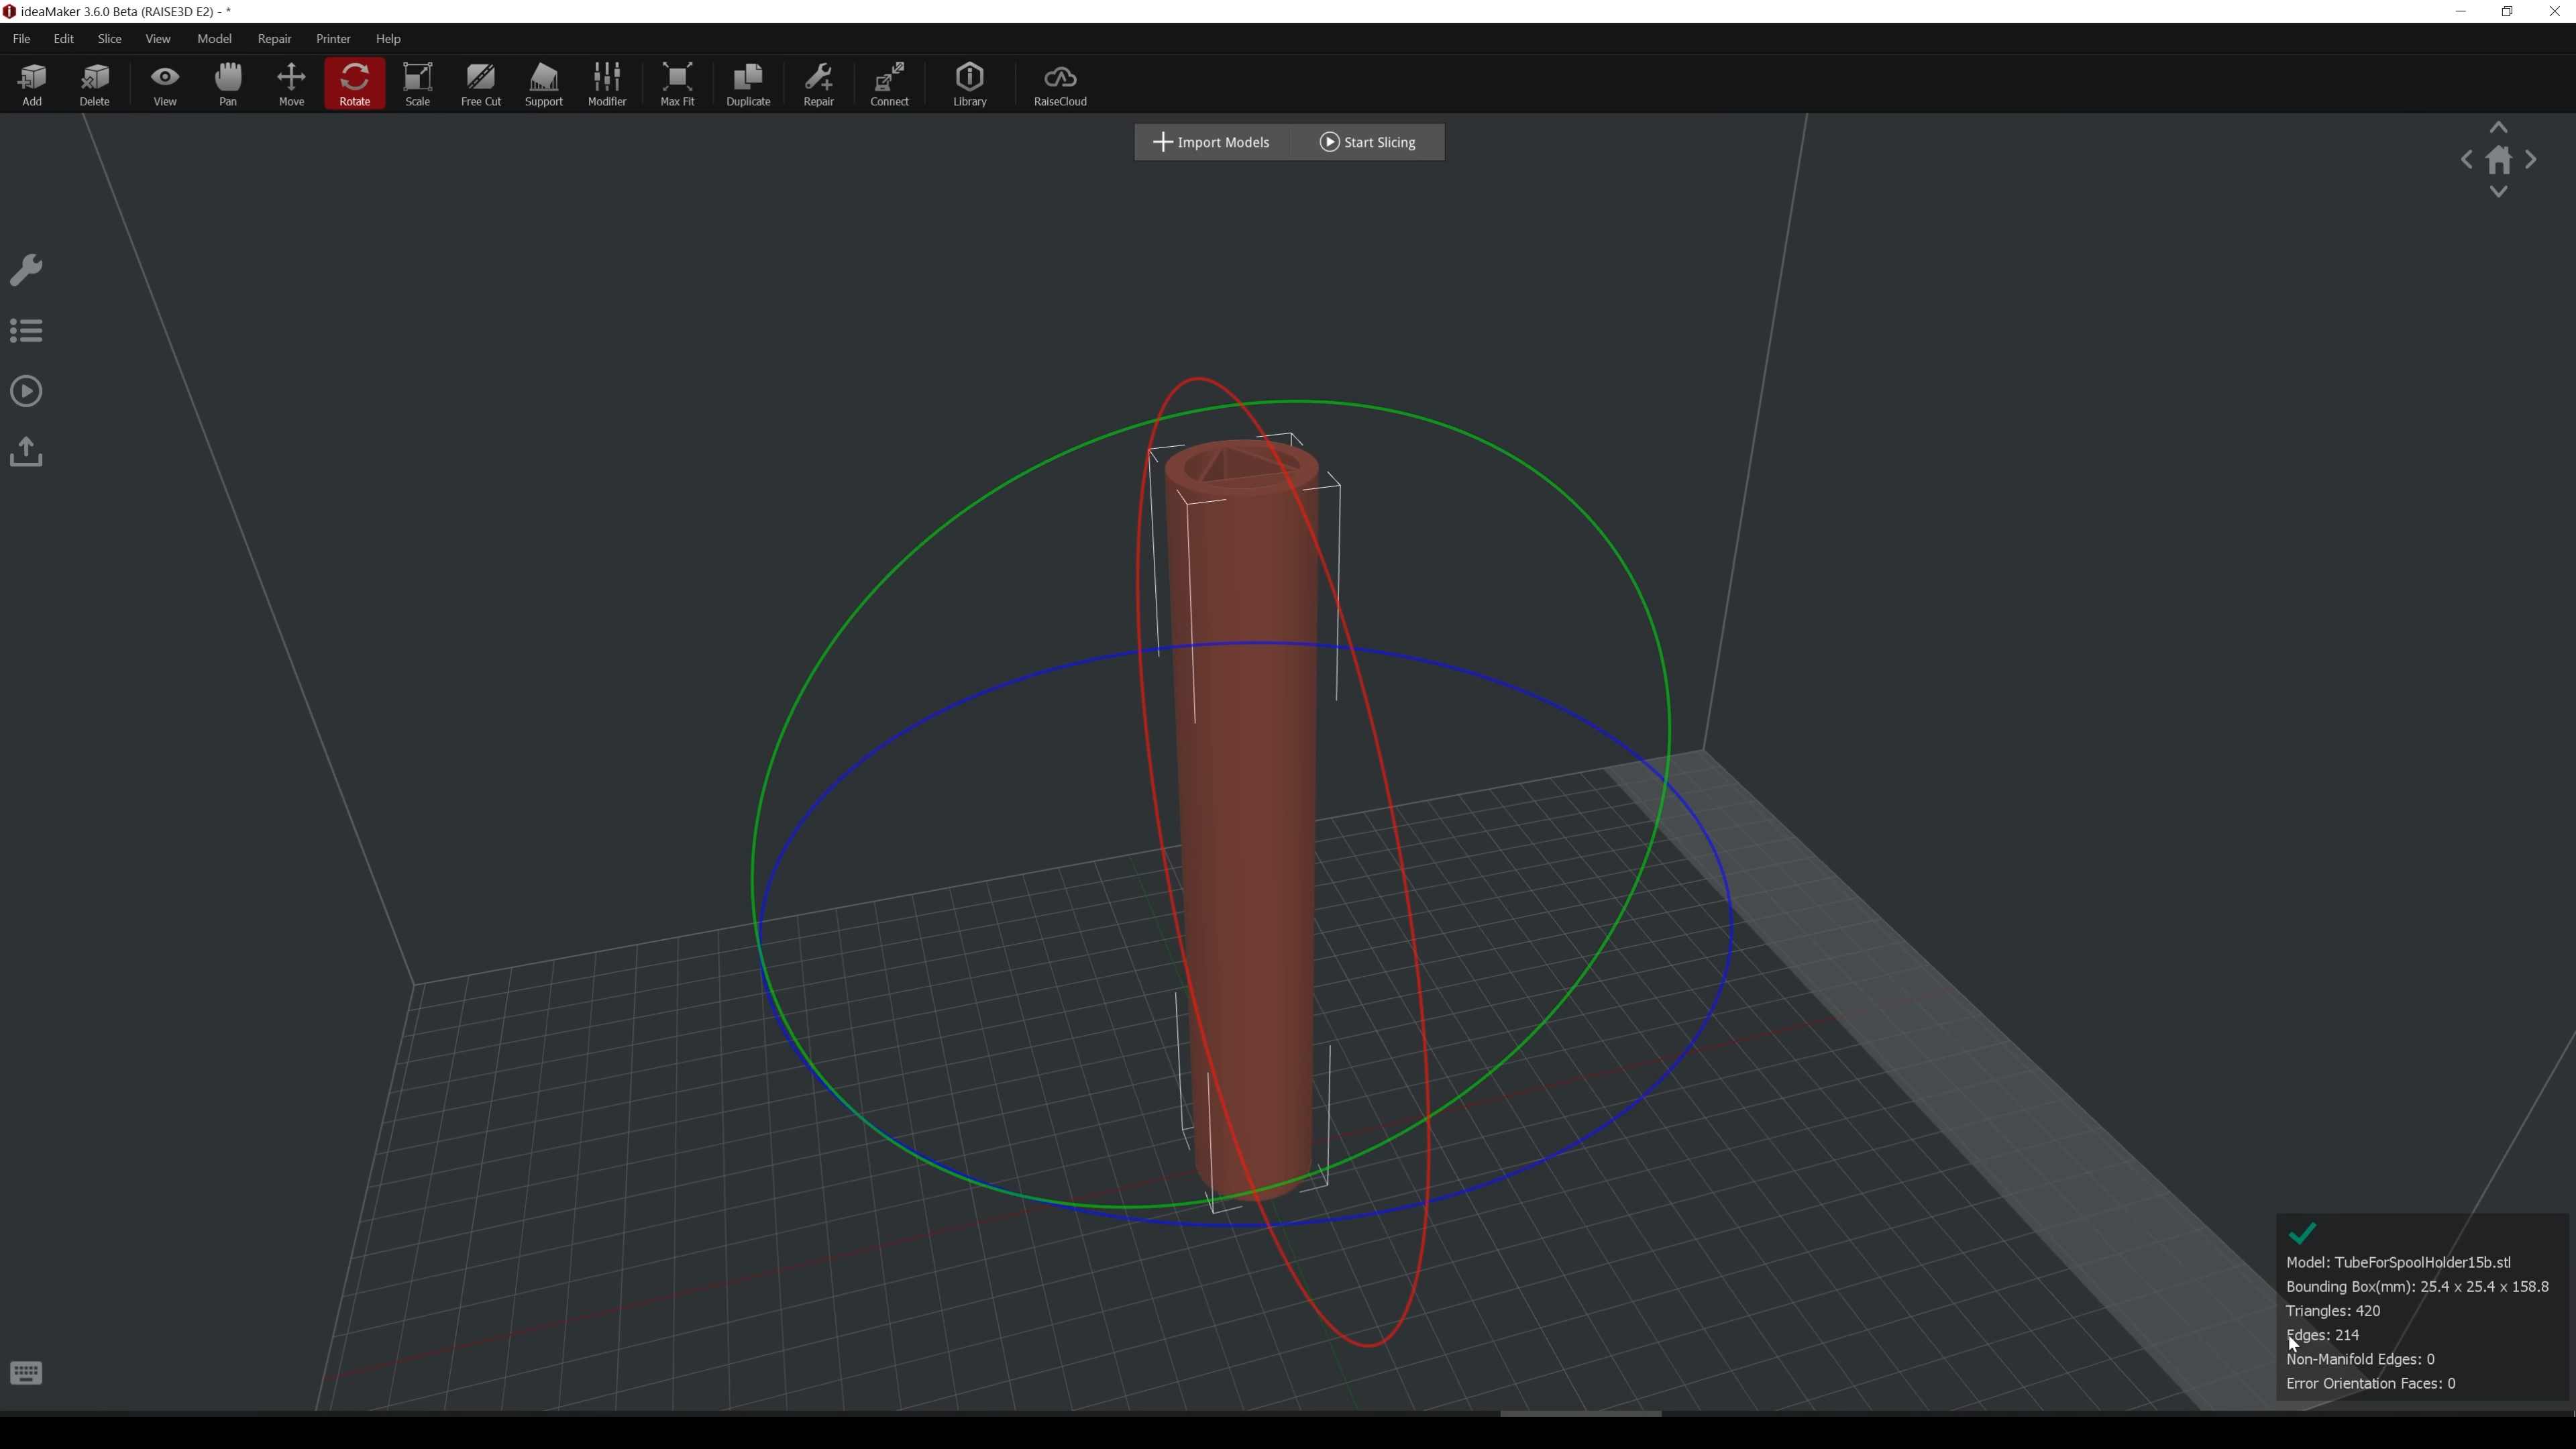 ideaMaker 3.6.0 Beta (RAISE3D E2) - *
File Edit Slice View Model Repair Printer Help
Add Delete View Pan Move Rotate Scale Free Cut Support Modifier Max Fit Duplicate Repair Connect Library RaiseCloud
Import Models Start Slicing
Model: TubeForSpoolHolder15b.stl
Bounding Box(mm): 25.4 x 25.4 x 158.8
Triangles: 420
Edges: 214
Non-Manifold Edges: 0
Error Orientation Faces: 0